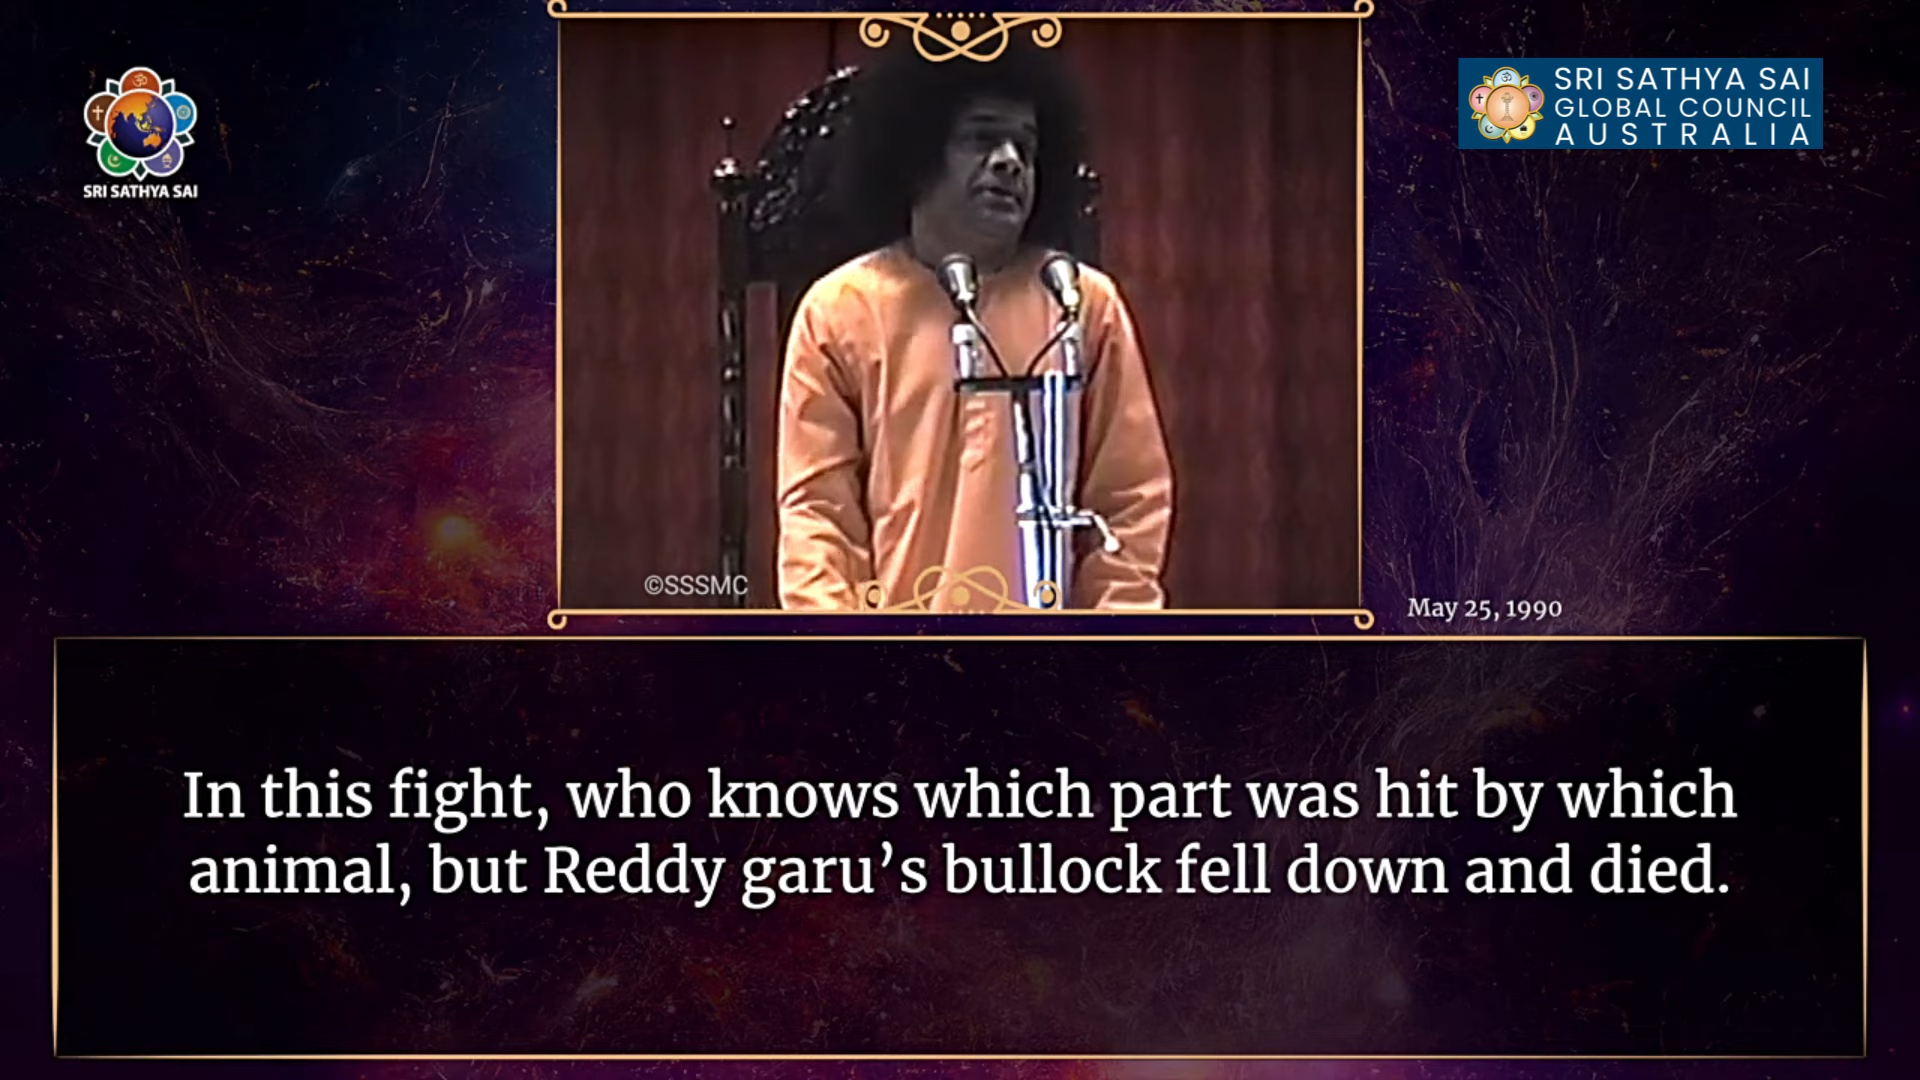 SRI SATHYA SAI
SRI SATHYA SAI
GLOBAL COUNCIL
AUSTRALIA
©SSSMC
May 25, 1990
In this fight, who knows which part was hit by which
animal, but Reddy garu’s bullock fell down and died.